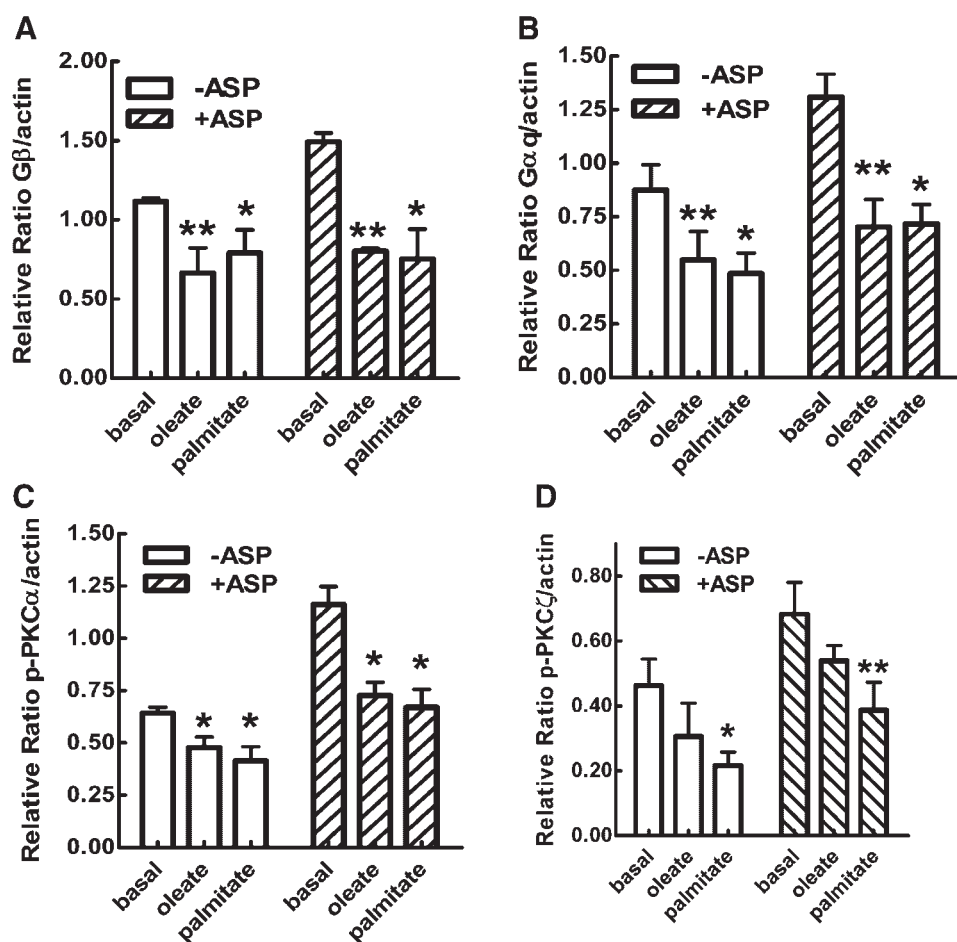 A
Relative Ratio Gβ/actin
2.00
1.50
1.00
0.50
0.00
-ASP
+ASP
** *
** *
basal oleate palmitate basal oleate palmitate
B
Relative Ratio Gαq/actin
1.50
1.25
1.00
0.75
0.50
0.25
0.00
-ASP
+ASP
** *
** *
basal oleate palmitate basal oleate palmitate
C
Relative Ratio p-PKCα/actin
1.50
1.25
1.00
0.75
0.50
0.25
0.00
-ASP
+ASP
* *
* *
basal oleate palmitate basal oleate palmitate
D
Relative Ratio p-PKCζ/actin
0.80
0.60
0.40
0.20
0.00
-ASP
+ASP
*
**
basal oleate palmitate basal oleate palmitate